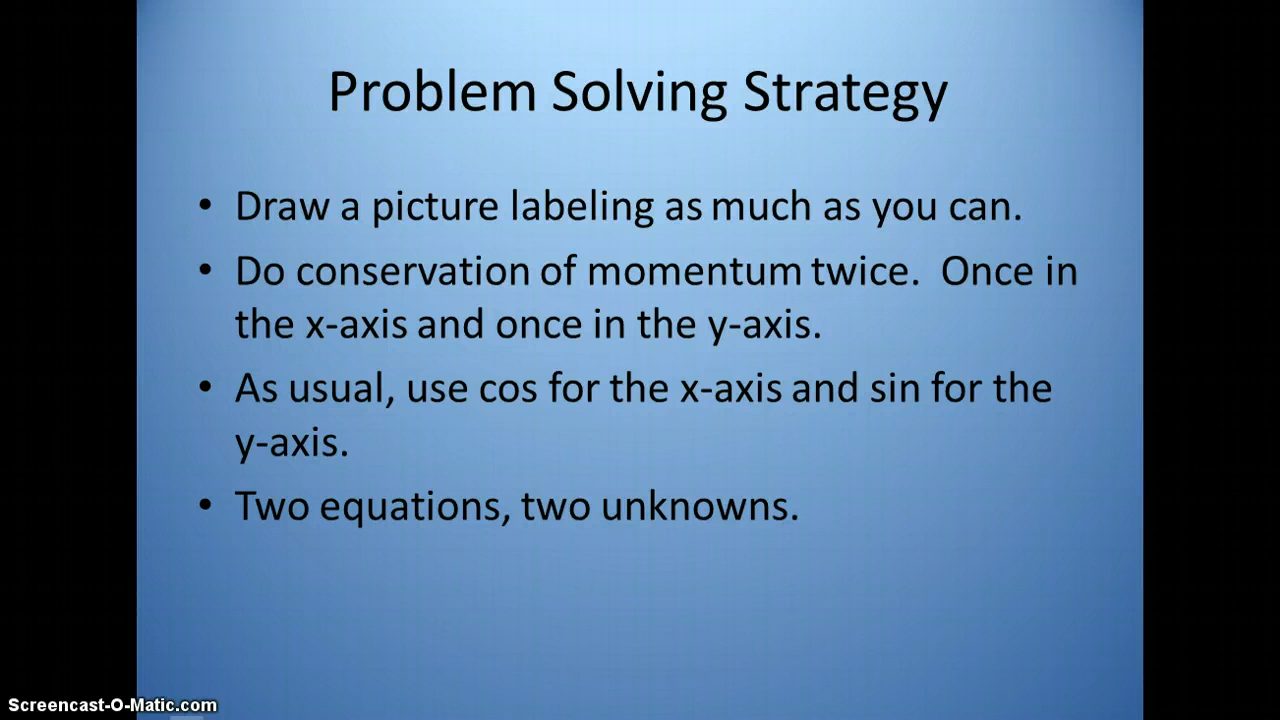 Problem Solving Strategy
• Draw a picture labeling as much as you can.
• Do conservation of momentum twice.  Once in
the x-axis and once in the y-axis.
• As usual, use cos for the x-axis and sin for the
y-axis.
• Two equations, two unknowns.
Screencast-O-Matic.com